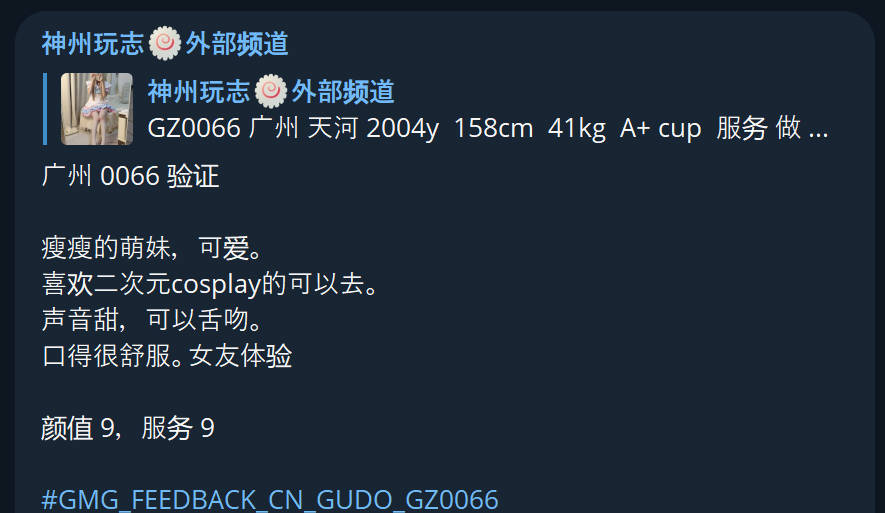 神州玩志🍥外部频道
神州玩志🍥外部频道
GZ0066 广州 天河 2004y 158cm 41kg A+ cup 服务 做 ...
广州 0066 验证
瘦瘦的萌妹，可爱。
喜欢二次元cosplay的可以去。
声音甜，可以舌吻。
口得很舒服。女友体验
颜值 9，服务 9
#GMG_FEEDBACK_CN_GUDO_GZ0066